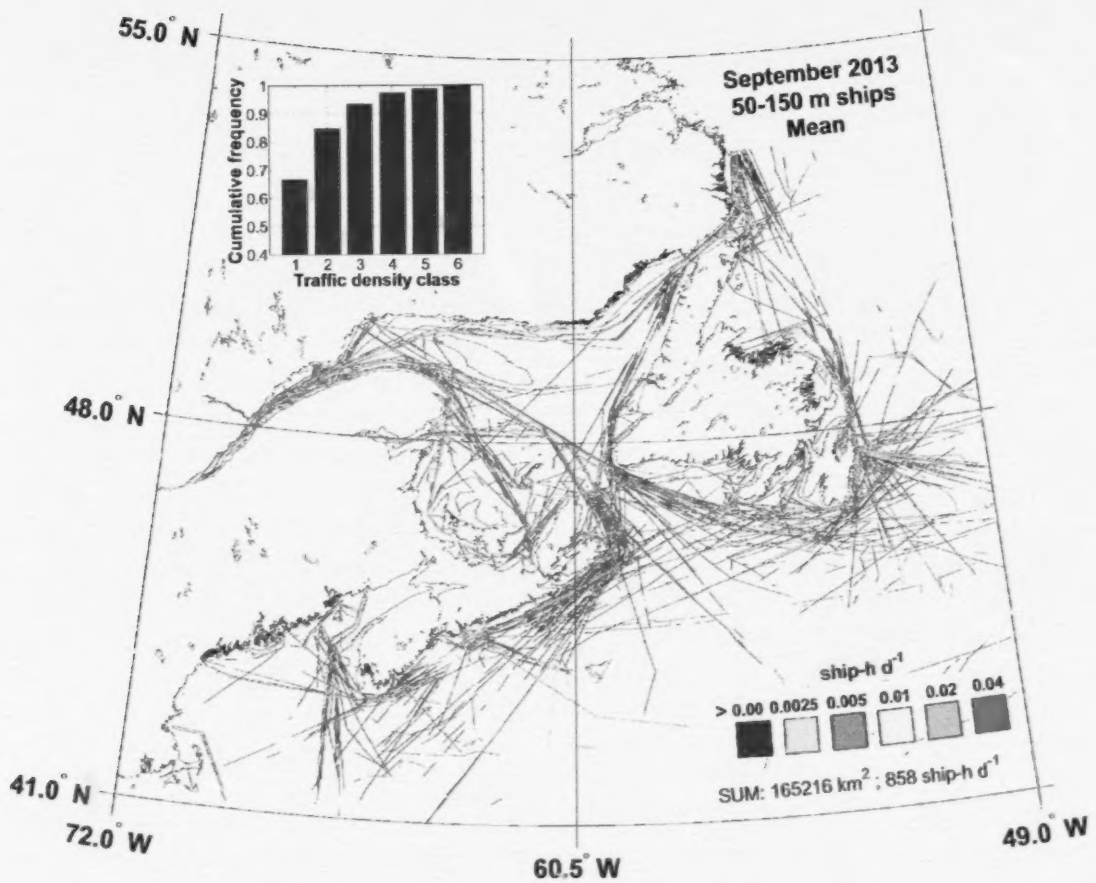 55.0° N
September 2013
50-150 m ships
Mean
Cumulative frequency
1
0.9
0.8
0.7
0.6
0.5
0.4
1 2 3 4 5 6
Traffic density class
48.0° N
ship-h d⁻¹
> 0.00 0.0025 0.005 0.01 0.02 0.04
SUM: 165216 km² ; 858 ship-h d⁻¹
41.0° N
72.0° W
60.5° W
49.0° W